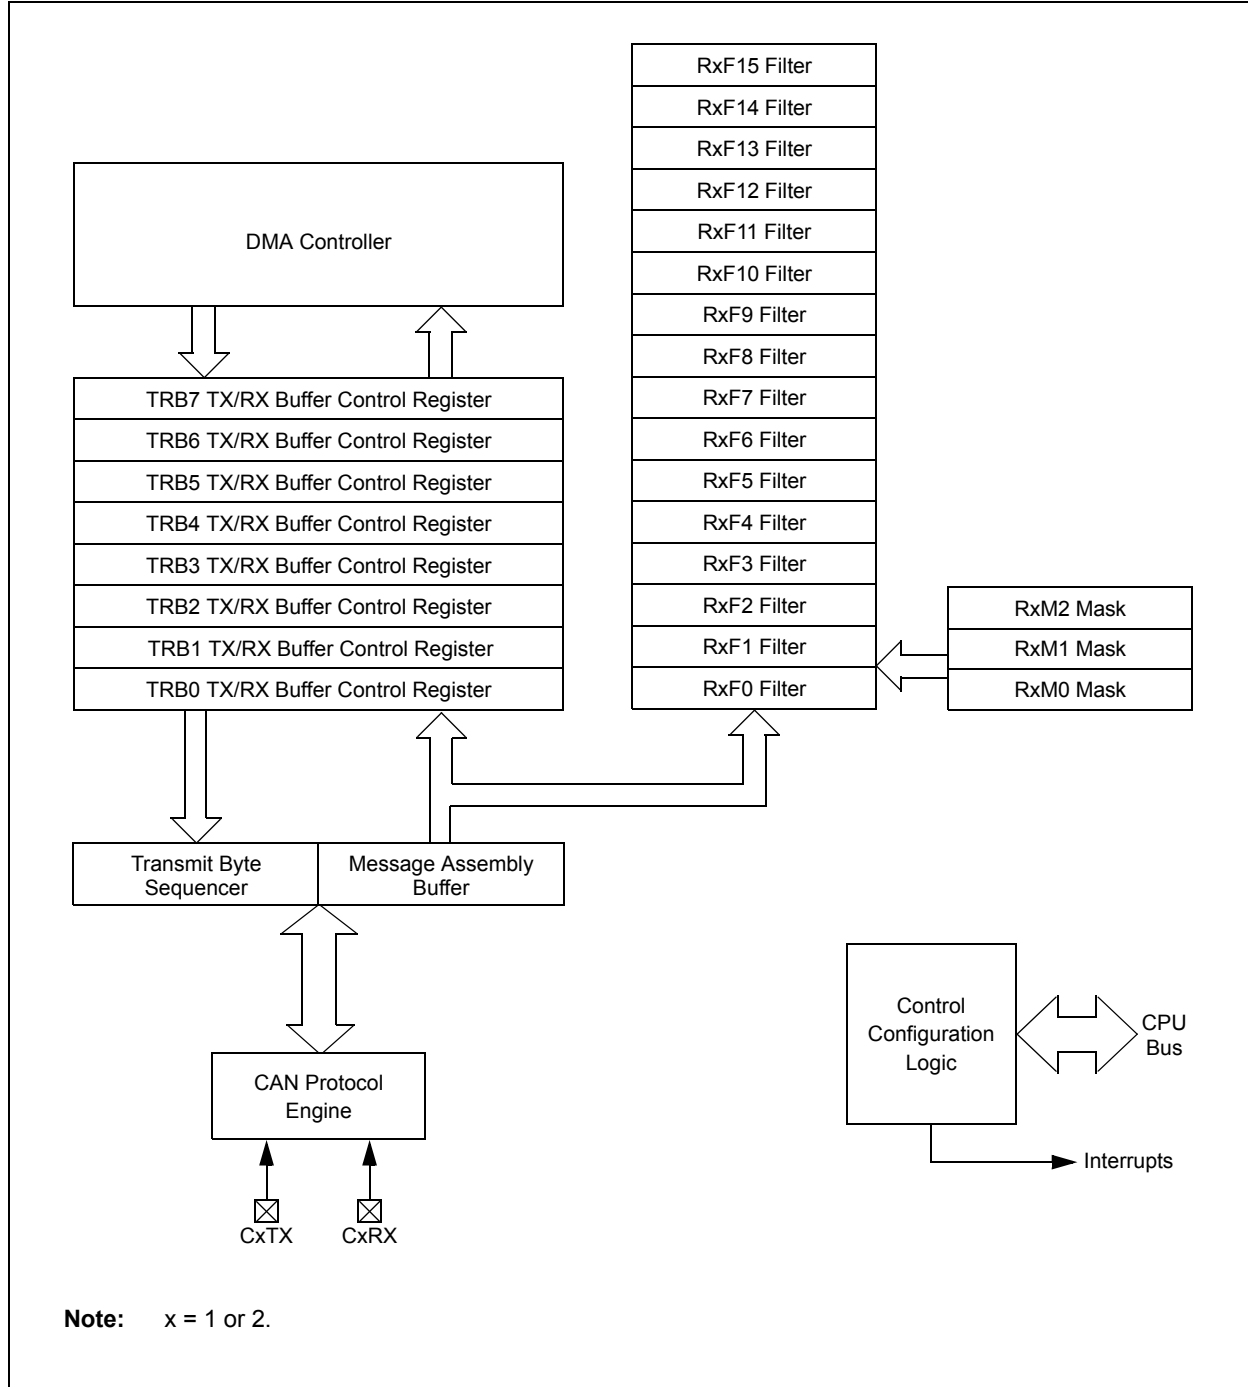 RxF15 Filter
RxF14 Filter
RxF13 Filter
RxF12 Filter
RxF11 Filter
RxF10 Filter
RxF9 Filter
RxF8 Filter
RxF7 Filter
RxF6 Filter
RxF5 Filter
RxF4 Filter
RxF3 Filter
RxF2 Filter
RxF1 Filter
RxF0 Filter
DMA Controller
TRB7 TX/RX Buffer Control Register
TRB6 TX/RX Buffer Control Register
TRB5 TX/RX Buffer Control Register
TRB4 TX/RX Buffer Control Register
TRB3 TX/RX Buffer Control Register
TRB2 TX/RX Buffer Control Register
TRB1 TX/RX Buffer Control Register
TRB0 TX/RX Buffer Control Register
RxM2 Mask
RxM1 Mask
RxM0 Mask
Transmit Byte
Sequencer
Message Assembly
Buffer
Control
Configuration
Logic
CPU
Bus
CAN Protocol
Engine
Interrupts
CxTX
CxRX
Note: x = 1 or 2.